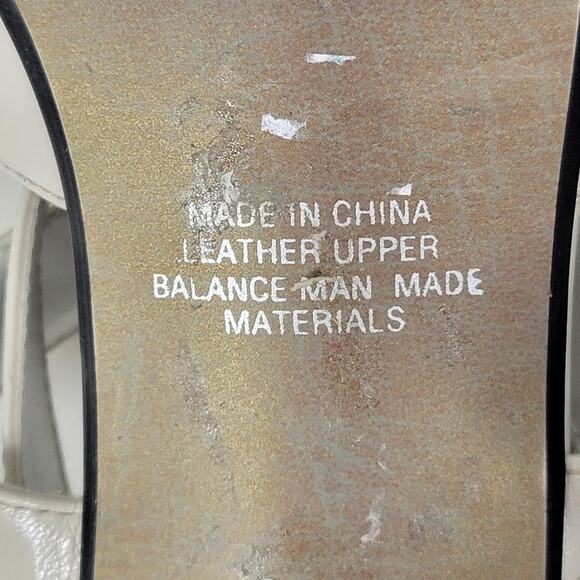 MADE IN CHINA
LEATHER UPPER
BALANCE MAN MADE
MATERIALS